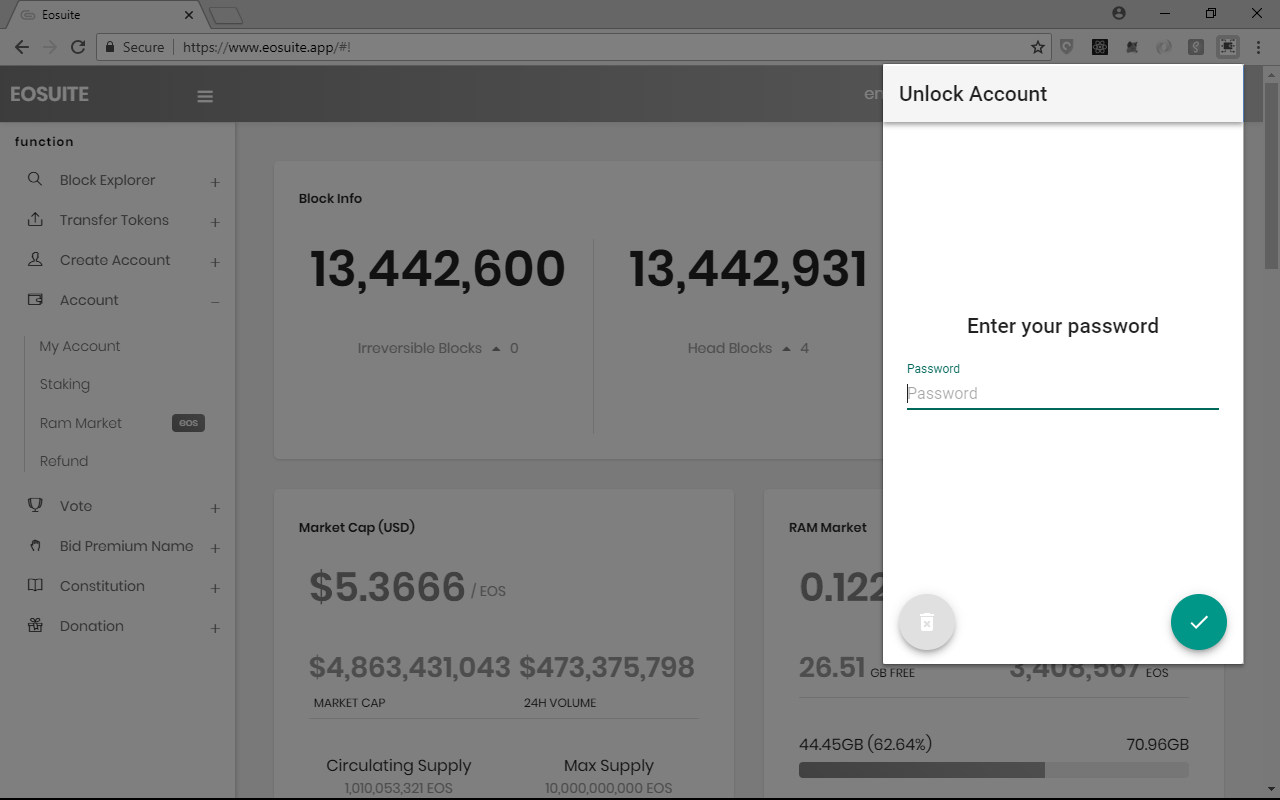 Eosuite
Secure
https://www.eosuite.app/#!
EOSUITE
en
function
Block Explorer
Transfer Tokens
Create Account
Account
My Account
Staking
Ram Market eos
Refund
Vote
Bid Premium Name
Constitution
Donation
Block Info
13,442,600
Irreversible Blocks 0
13,442,931
Head Blocks 4
Market Cap (USD)
$5.3666 / EOS
$4,863,431,043 $473,375,798
MARKET CAP 24H VOLUME
Circulating Supply Max Supply
1,010,053,321 EOS 10,000,000,000 EOS
RAM Market
0.122
26.51 GB FREE 3,408,567 EOS
44.45GB (62.64%) 70.96GB
Unlock Account
Enter your password
Password
Password